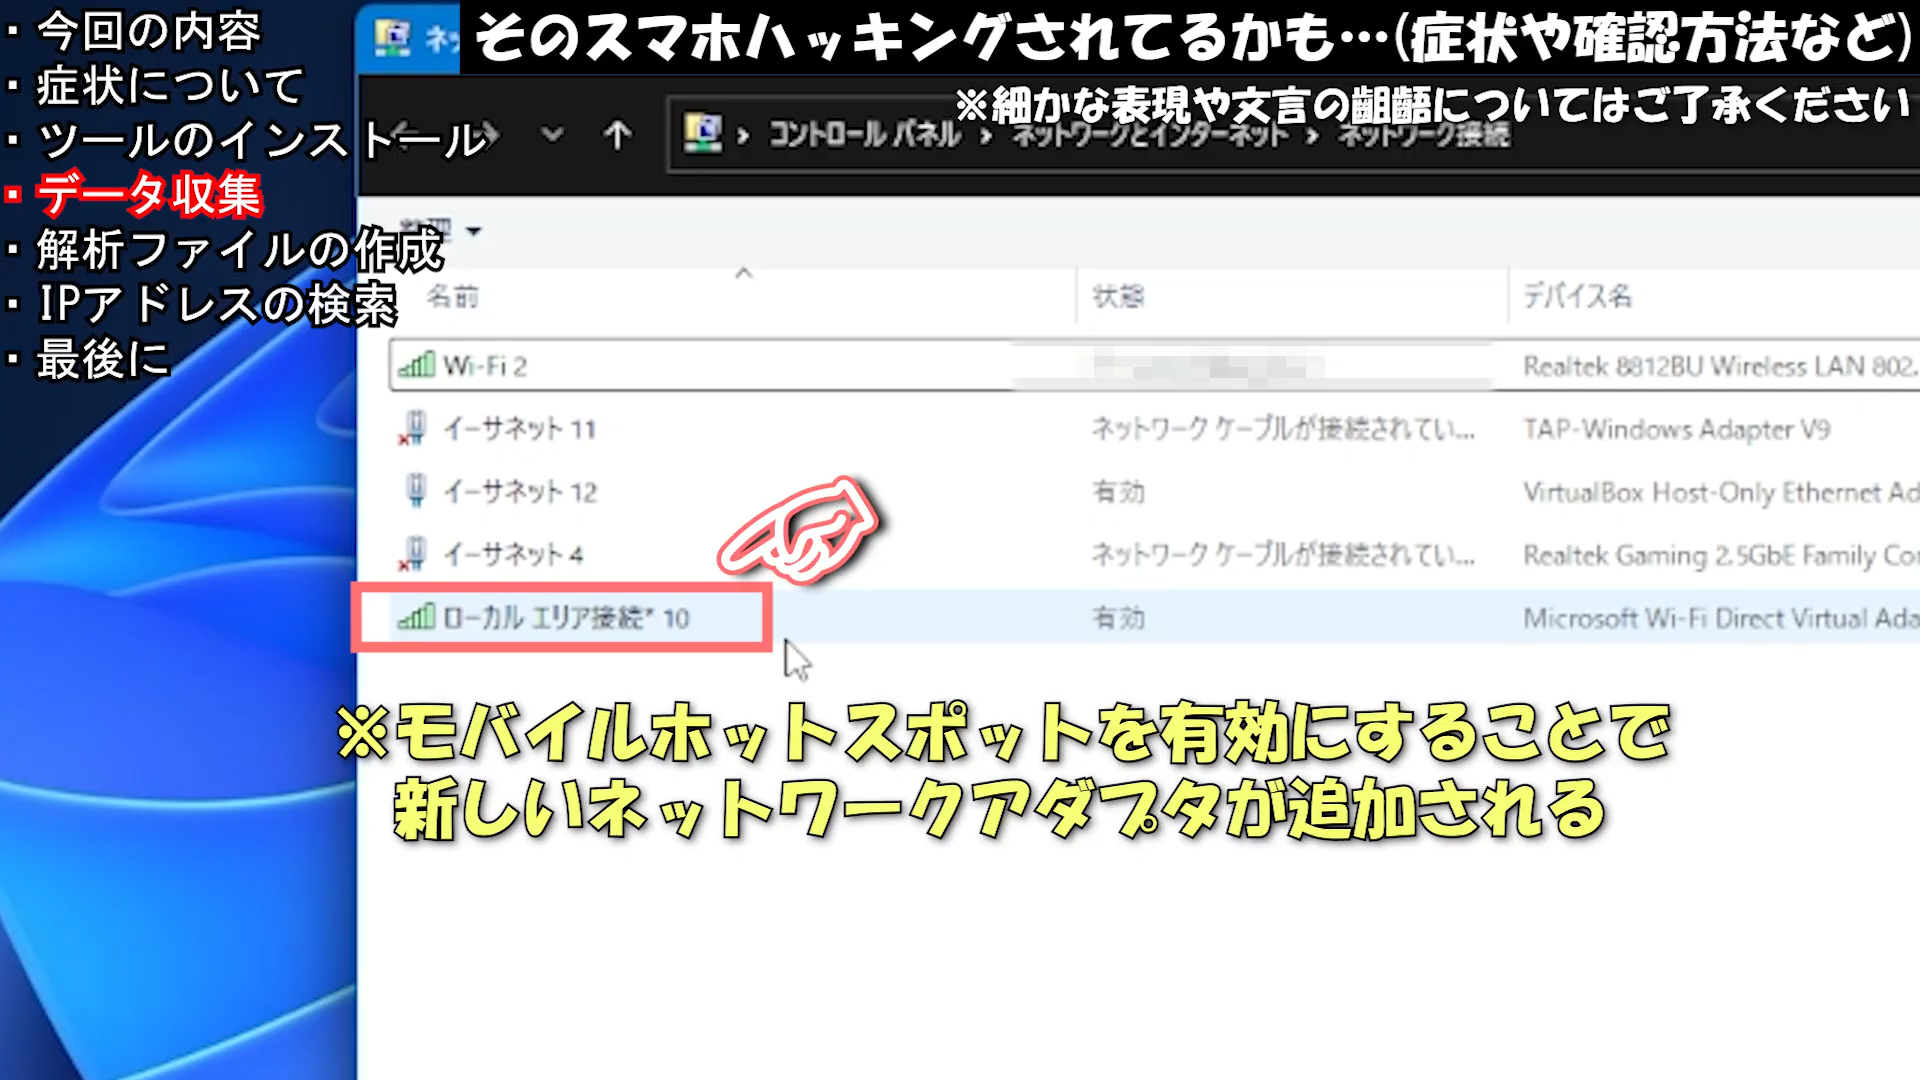 ・今回の内容
・症状について
・ツールのインストール
・データ収集
・解析ファイルの作成
・IPアドレスの検索
・最後に
そのスマホハッキングされてるかも…(症状や確認方法など)
※細かな表現や文言の齟齬についてはご了承ください
コントロール パネル › ネットワークとインターネット › ネットワーク接続
名前 状態 デバイス名
Wi-Fi 2 Realtek 8812BU Wireless LAN 802.
イーサネット 11 ネットワーク ケーブルが接続されてい... TAP-Windows Adapter V9
イーサネット 12 有効 VirtualBox Host-Only Ethernet Ad
イーサネット 4 ネットワーク ケーブルが接続されてい... Realtek Gaming 2.5GbE Family Co
ローカル エリア接続* 10 有効 Microsoft Wi-Fi Direct Virtual Ada
※モバイルホットスポットを有効にすることで
新しいネットワークアダプタが追加される